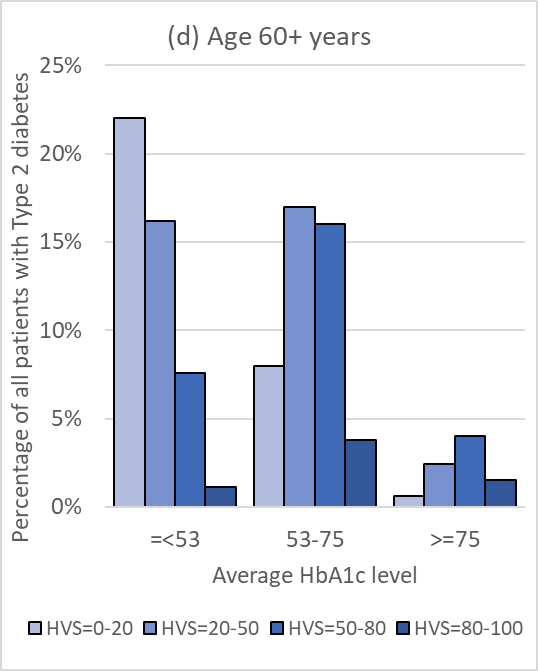 (d) Age 60+ years
Percentage of all patients with Type 2 diabetes
25%
20%
15%
10%
5%
0%
=<53 53-75 >=75
Average HbA1c level
HVS=0-20 HVS=20-50 HVS=50-80 HVS=80-100